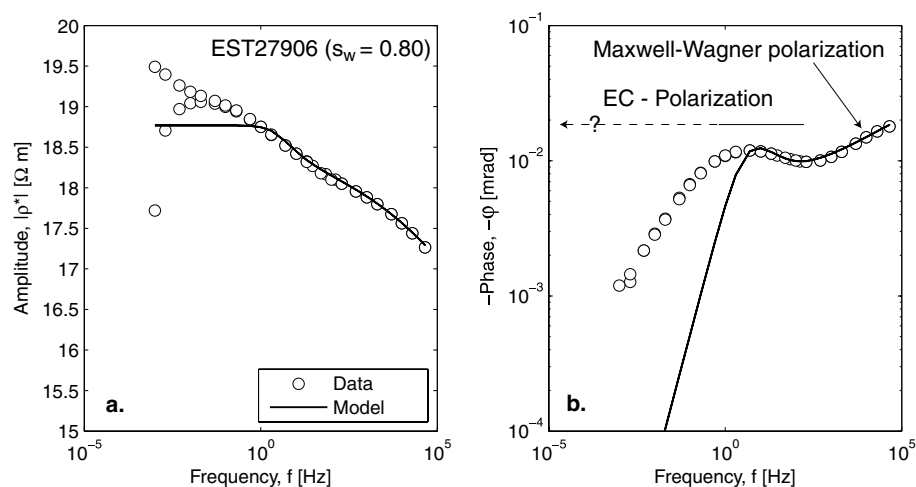 EST27906 (sw = 0.80)
20
19.5
19
18.5
18
17.5
17
16.5
16
15.5
15
Amplitude, |ρ*| [Ω m]
Data
Model
a.
10^-5
10^0
10^5
Frequency, f [Hz]
Maxwell-Wagner polarization
EC - Polarization
?
10^-1
10^-2
10^-3
10^-4
-Phase, -φ [mrad]
b.
10^-5
10^0
10^5
Frequency, f [Hz]